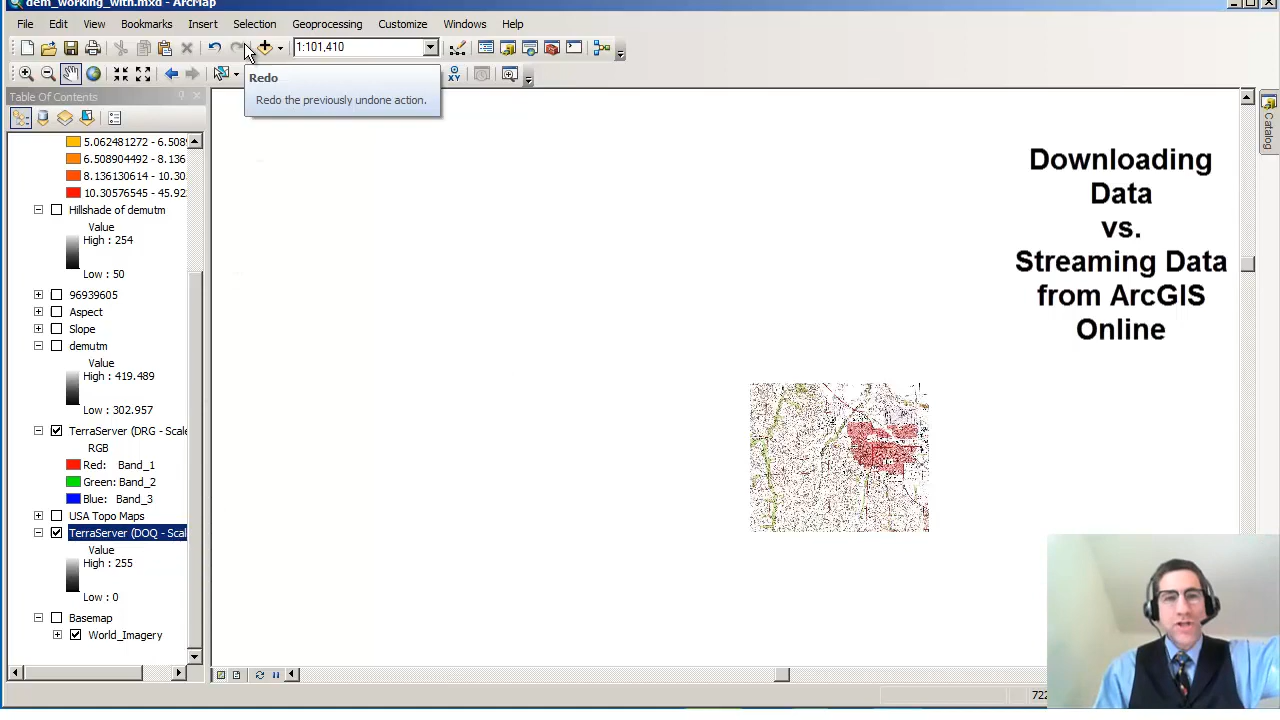 dem_working_with.mxd - ArcMap
File Edit View Bookmarks Insert Selection Geoprocessing Customize Windows Help
1:101,410
Redo
Redo the previously undone action.
XY
Table Of Contents
Catalog
5.062481272 - 6.508
6.508904492 - 8.136
8.136130614 - 10.30
10.30576545 - 45.92
Hillshade of demutm
Value
High : 254
Low : 50
96939605
Aspect
Slope
demutm
Value
High : 419.489
Low : 302.957
TerraServer (DRG - Scale
RGB
Red: Band_1
Green: Band_2
Blue: Band_3
USA Topo Maps
TerraServer (DOQ - Scal
Value
High : 255
Low : 0
Basemap
World_Imagery
Downloading
Data
vs.
Streaming Data
from ArcGIS
Online
722